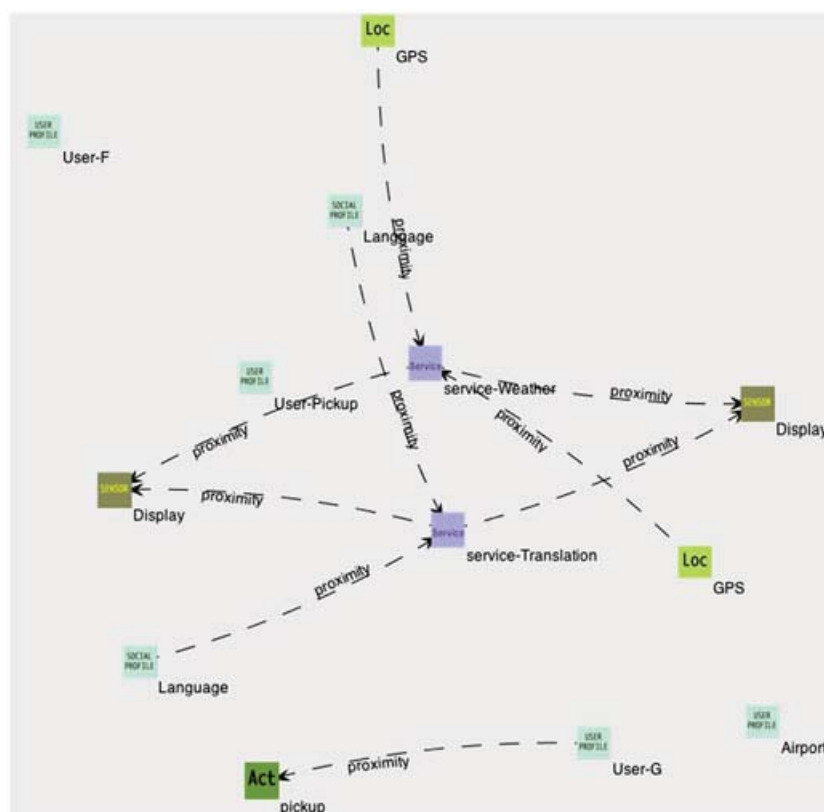 Loc
GPS
USER
PROFILE
User-F
SOCIAL
PROFILE
Language
proximity
Service
service-Weather
USER
PROFILE
User-Pickup
proximity
SENSOR
Display
proximity
proximity
proximity
proximity
SENSOR
Display
proximity
Service
service-Translation
Loc
GPS
proximity
SOCIAL
PROFILE
Language
USER
PROFILE
Airport
USER
PROFILE
User-G
proximity
Act
pickup